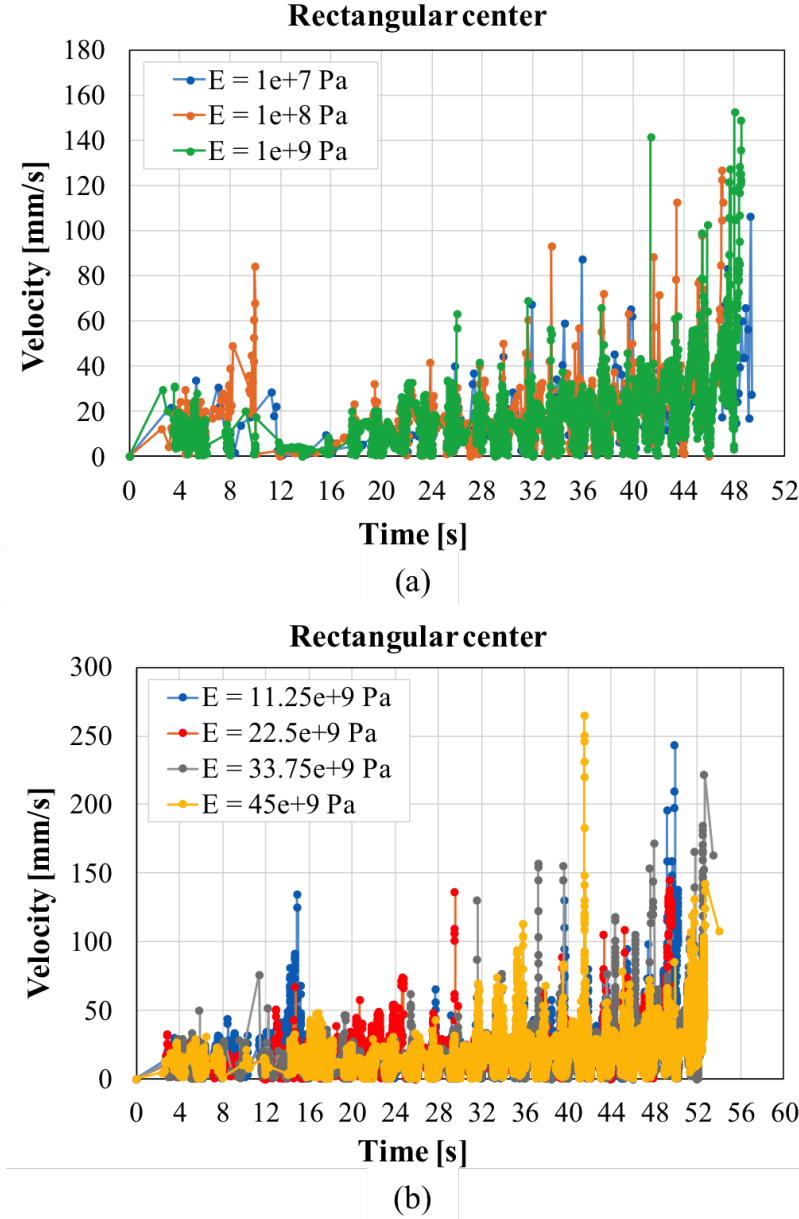 Rectangular center
180
160
140
120
100
80
60
40
20
0
Velocity [mm/s]
E = 1e+7 Pa
E = 1e+8 Pa
E = 1e+9 Pa
0 4 8 12 16 20 24 28 32 36 40 44 48 52
Time [s]
(a)
Rectangular center
300
250
200
150
100
50
0
Velocity [mm/s]
E = 11.25e+9 Pa
E = 22.5e+9 Pa
E = 33.75e+9 Pa
E = 45e+9 Pa
0 4 8 12 16 20 24 28 32 36 40 44 48 52 56 60
Time [s]
(b)